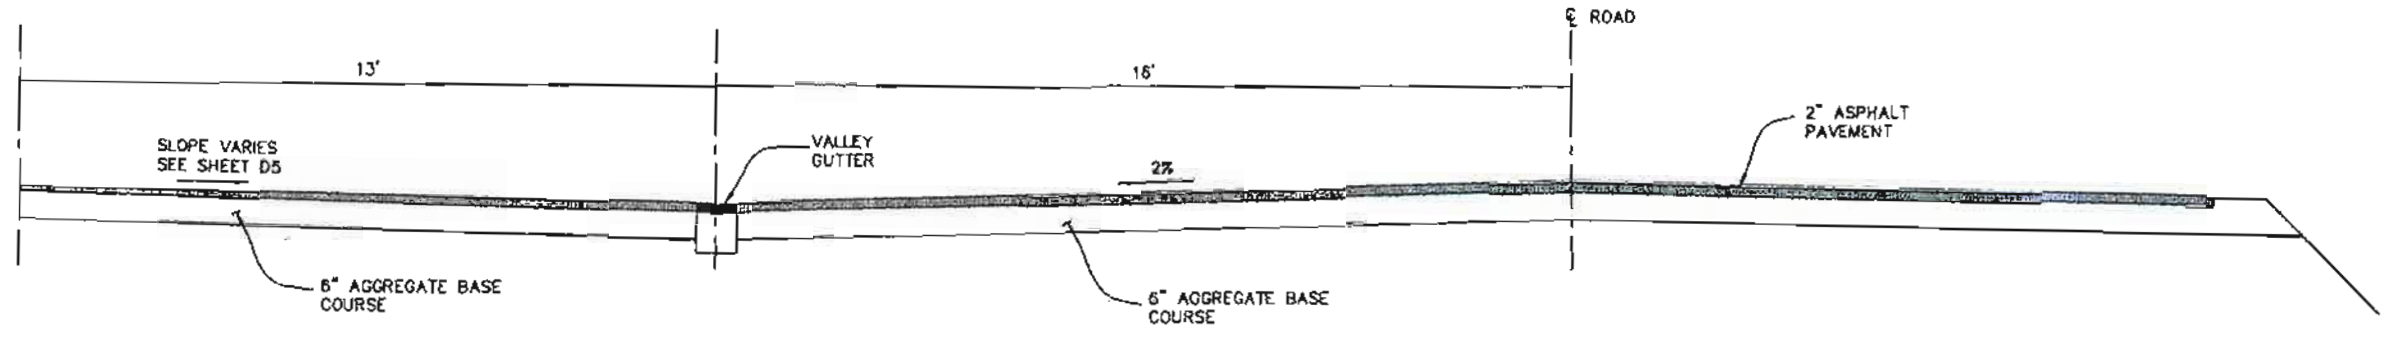 ℄ ROAD
13'
16'
2" ASPHALT
PAVEMENT
SLOPE VARIES
SEE SHEET D5
VALLEY
GUTTER
2%
6" AGGREGATE BASE
COURSE
6" AGGREGATE BASE
COURSE